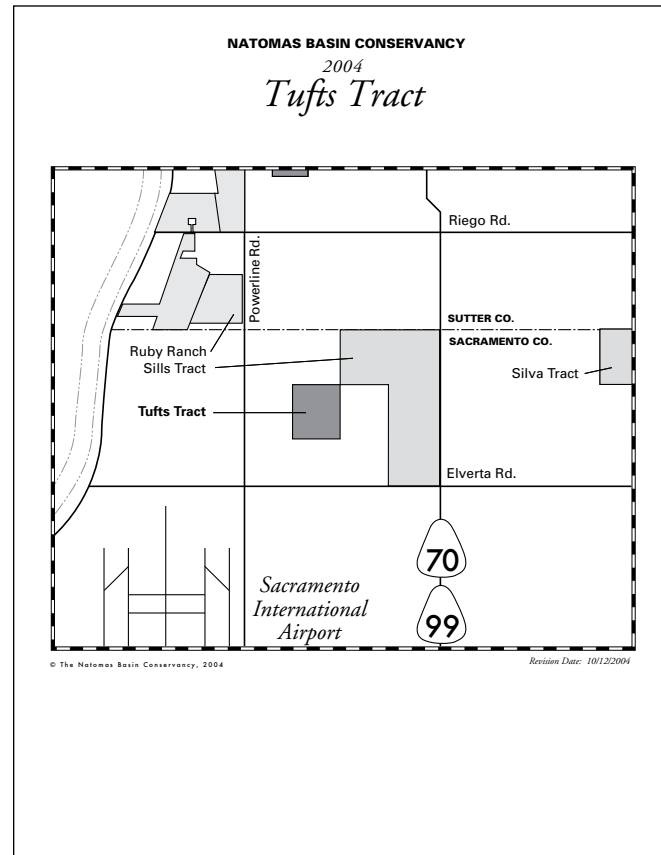 NATOMAS BASIN CONSERVANCY
2004
Tufts Tract
Riego Rd.
Powerline Rd.
SUTTER CO.
SACRAMENTO CO.
Ruby Ranch
Sills Tract
Silva Tract
Tufts Tract
Elverta Rd.
70
Sacramento
International
Airport
99
© The Natomas Basin Conservancy, 2004
Revision Date: 10/12/2004